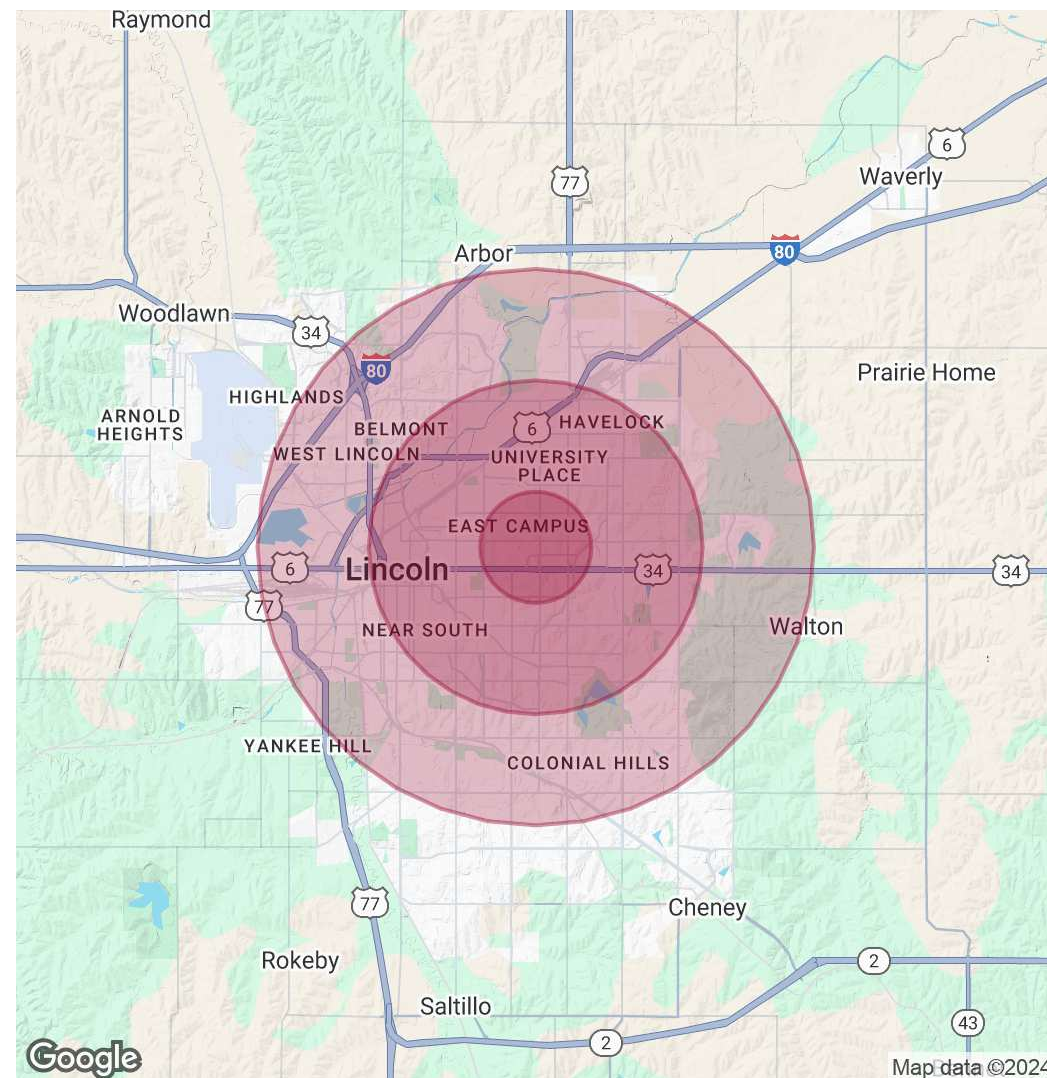 Raymond
6
Waverly
77
Arbor
80
Woodlawn
34
80
Prairie Home
HIGHLANDS
ARNOLD
HEIGHTS
BELMONT
6
HAVELOCK
WEST LINCOLN
UNIVERSITY
PLACE
EAST CAMPUS
6
Lincoln
34
34
77
NEAR SOUTH
Walton
YANKEE HILL
COLONIAL HILLS
77
Cheney
Rokeby
2
Saltillo
43
2
Google
Map data ©2024